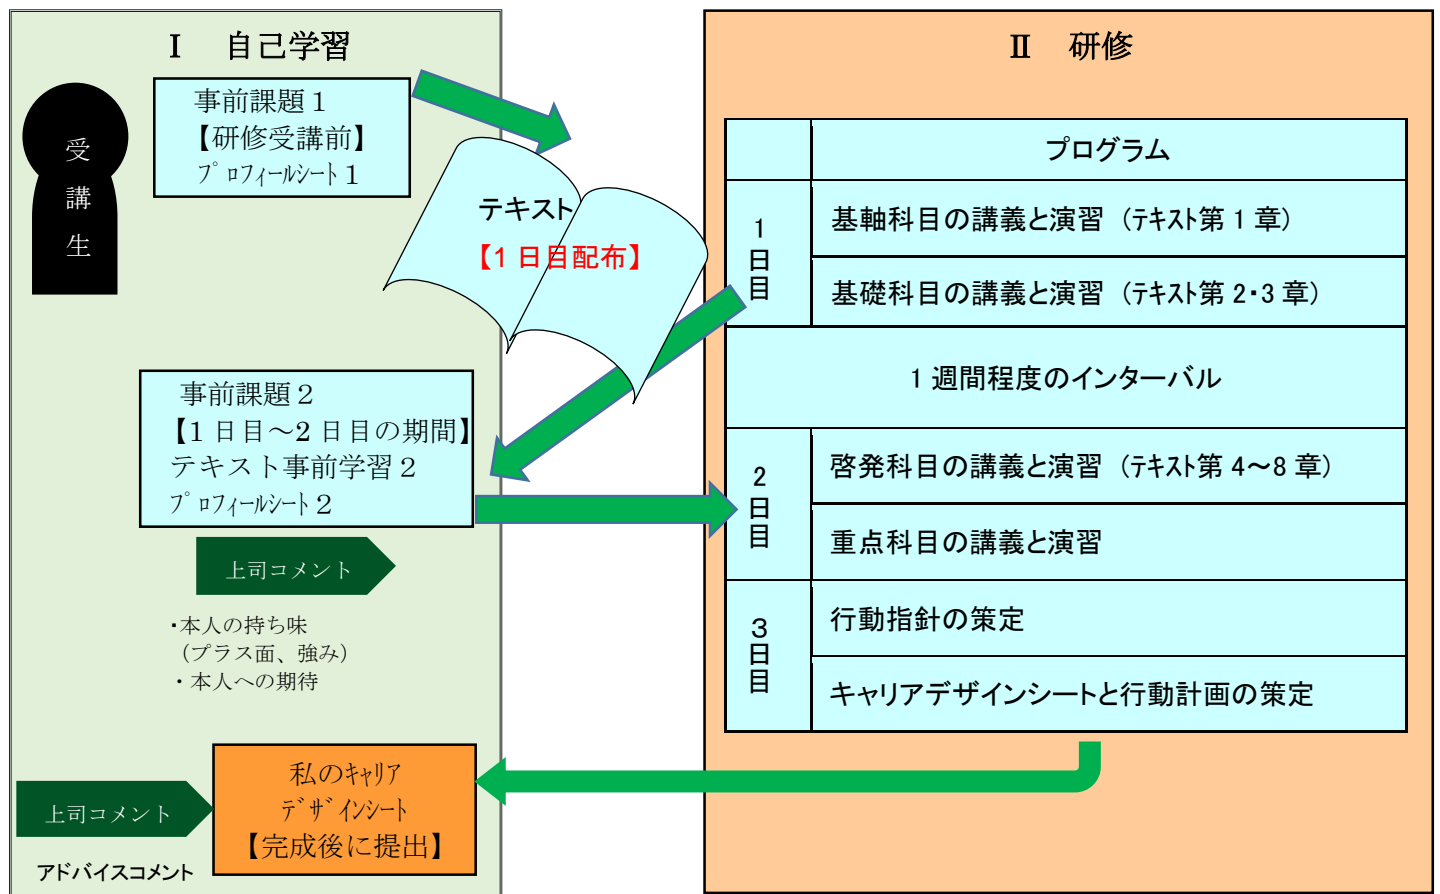 Ⅰ　自己学習
受
講
生
事前課題１
【研修受講前】
ﾌﾟﾛﾌィｰﾙｼｰﾄ１
テキスト
【1日目配布】
事前課題２
【1日目～2日目の期間】
テキスト事前学習２
ﾌﾟﾛﾌィｰﾙｼｰﾄ２
上司コメント
・本人の持ち味
（プラス面、強み）
・本人への期待
上司コメント
アドバイスコメント
私のｷｬﾘｱ
ﾃﾞｻﾞｲﾝｼｰﾄ
【完成後に提出】
Ⅱ　研修
プログラム
1
日
目
基軸科目の講義と演習（ﾃｷｽﾄ第1章）
基礎科目の講義と演習（ﾃｷｽﾄ第2・3章）
1週間程度のインターバル
2
日
目
啓発科目の講義と演習（ﾃｷｽﾄ第4～8章）
重点科目の講義と演習
3
日
目
行動指針の策定
キャリアデザインシートと行動計画の策定